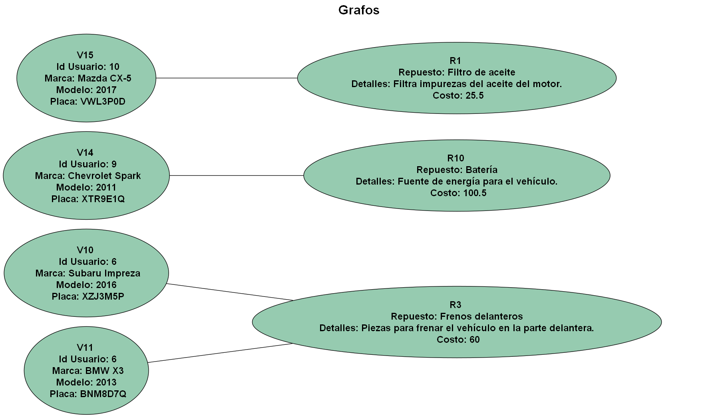 Grafos
V15
Id Usuario: 10
Marca: Mazda CX-5
Modelo: 2017
Placa: VWL3P0D
R1
Repuesto: Filtro de aceite
Detalles: Filtra impurezas del aceite del motor.
Costo: 25.5
V14
Id Usuario: 9
Marca: Chevrolet Spark
Modelo: 2011
Placa: XTR9E1Q
R10
Repuesto: Batería
Detalles: Fuente de energía para el vehículo.
Costo: 100.5
V10
Id Usuario: 6
Marca: Subaru Impreza
Modelo: 2016
Placa: XZJ3M5P
R3
Repuesto: Frenos delanteros
Detalles: Piezas para frenar el vehículo en la parte delantera.
Costo: 60
V11
Id Usuario: 6
Marca: BMW X3
Modelo: 2013
Placa: BNM8D7Q